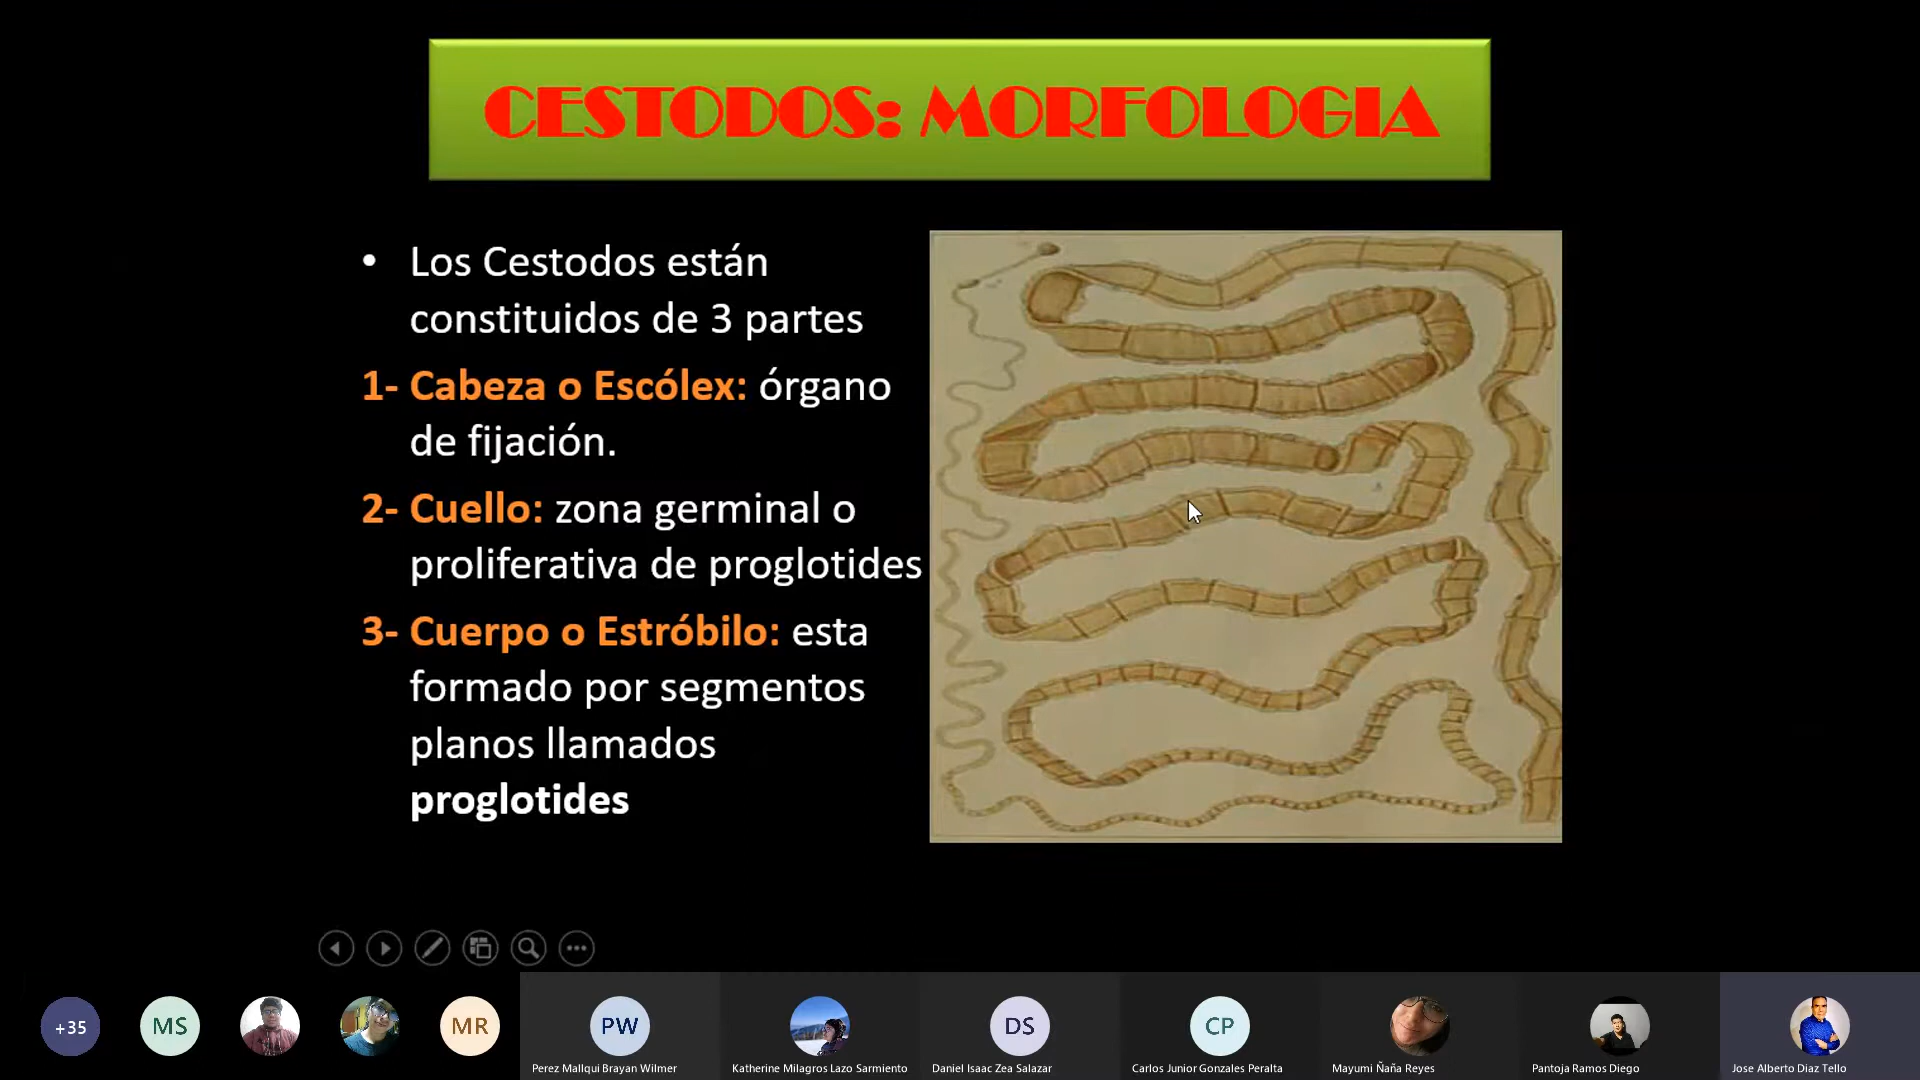 CESTODOS: MORFOLOGIA
• Los Cestodos están
constituidos de 3 partes
1- Cabeza o Escólex: órgano
de fijación.
2- Cuello: zona germinal o
proliferativa de proglotides
3- Cuerpo o Estróbilo: esta
formado por segmentos
planos llamados
proglotides
+35
MS
MR
PW
DS
CP
Perez Mallqui Brayan Wilmer
Katherine Milagros Lazo Sarmiento
Daniel Isaac Zea Salazar
Carlos Junior Gonzales Peralta
Mayumi Ñaña Reyes
Pantoja Ramos Diego
Jose Alberto Diaz Tello